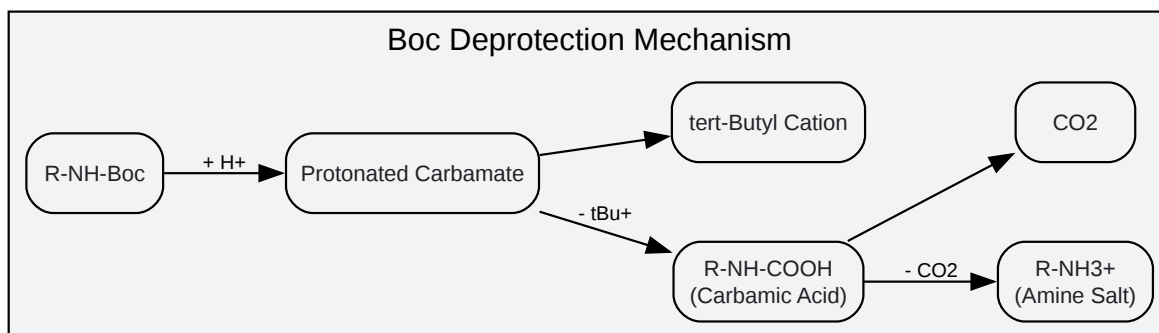 Boc Deprotection Mechanism
tert-Butyl Cation
CO2
R-NH-Boc
+ H+
Protonated Carbamate
- tBu+
R-NH-COOH
(Carbamic Acid)
- CO2
R-NH3+
(Amine Salt)